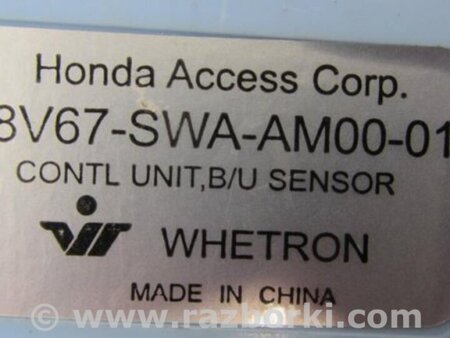 Honda Access Corp.
8V67-SWA-AM00-01
CONTL UNIT,B/U SENSOR
WHETRON
MADE IN CHINA
© www.razborki.com